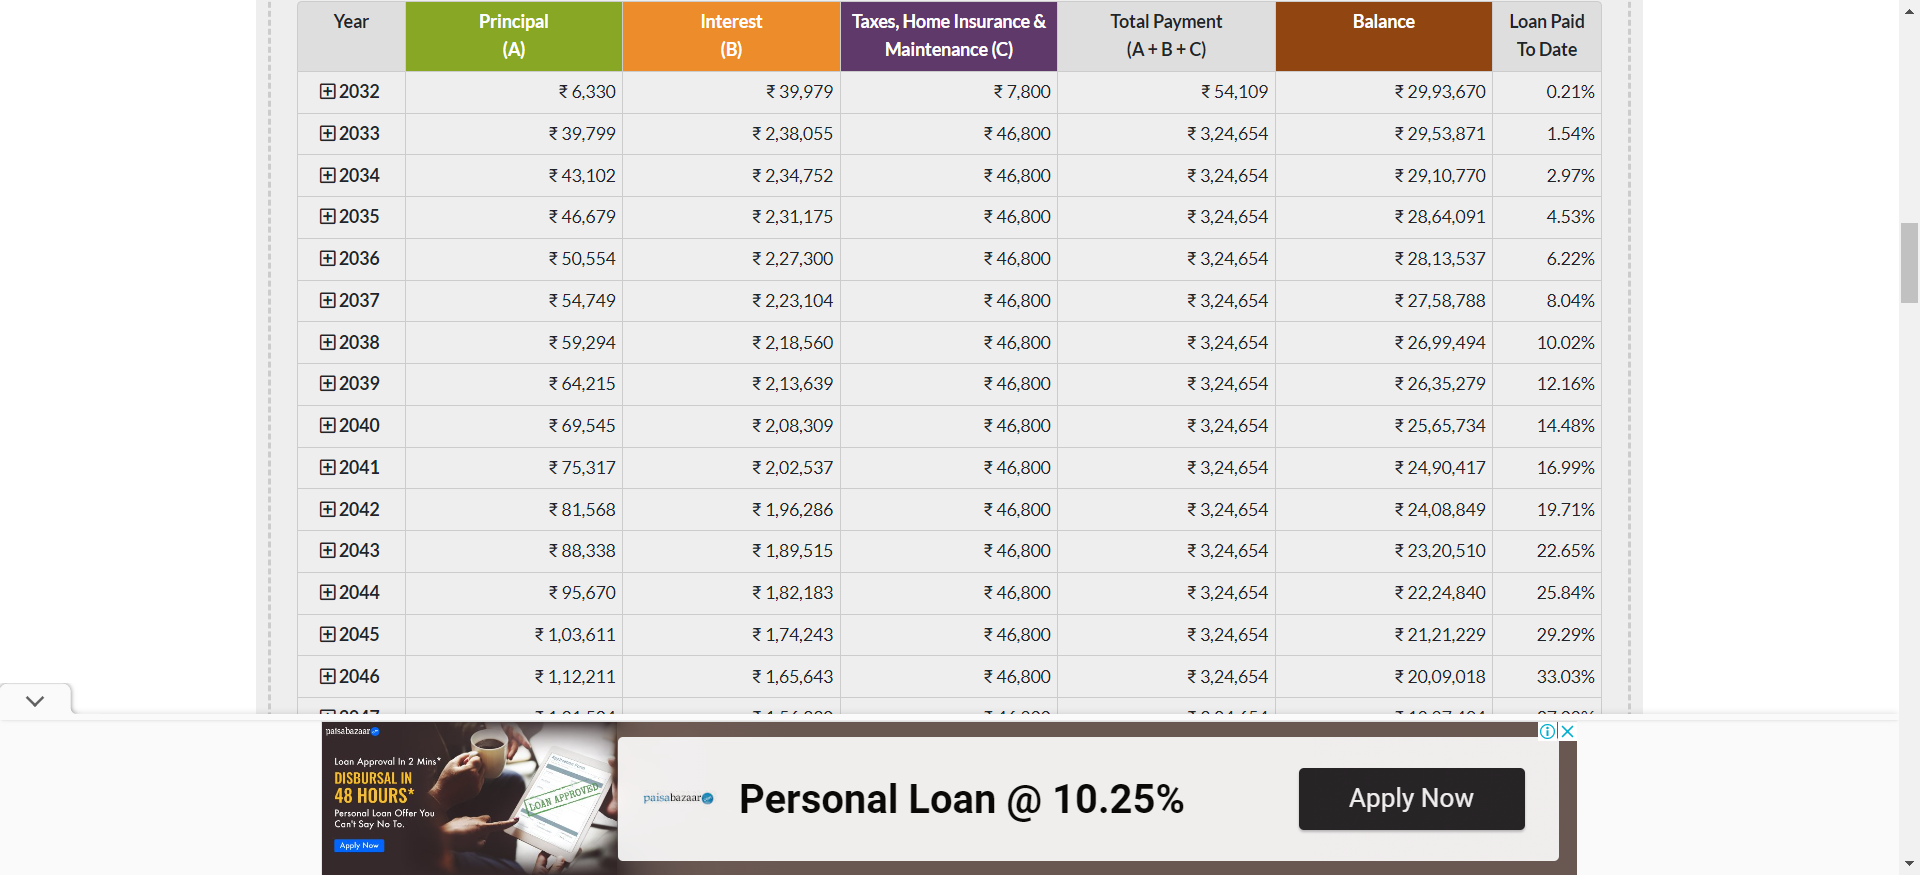 Year Principal (A) Interest (B) Taxes, Home Insurance & Maintenance (C) Total Payment (A + B + C) Balance Loan Paid To Date
2032 ₹ 6,330 ₹ 39,979 ₹ 7,800 ₹ 54,109 ₹ 29,93,670 0.21%
2033 ₹ 39,799 ₹ 2,38,055 ₹ 46,800 ₹ 3,24,654 ₹ 29,53,871 1.54%
2034 ₹ 43,102 ₹ 2,34,752 ₹ 46,800 ₹ 3,24,654 ₹ 29,10,770 2.97%
2035 ₹ 46,679 ₹ 2,31,175 ₹ 46,800 ₹ 3,24,654 ₹ 28,64,091 4.53%
2036 ₹ 50,554 ₹ 2,27,300 ₹ 46,800 ₹ 3,24,654 ₹ 28,13,537 6.22%
2037 ₹ 54,749 ₹ 2,23,104 ₹ 46,800 ₹ 3,24,654 ₹ 27,58,788 8.04%
2038 ₹ 59,294 ₹ 2,18,560 ₹ 46,800 ₹ 3,24,654 ₹ 26,99,494 10.02%
2039 ₹ 64,215 ₹ 2,13,639 ₹ 46,800 ₹ 3,24,654 ₹ 26,35,279 12.16%
2040 ₹ 69,545 ₹ 2,08,309 ₹ 46,800 ₹ 3,24,654 ₹ 25,65,734 14.48%
2041 ₹ 75,317 ₹ 2,02,537 ₹ 46,800 ₹ 3,24,654 ₹ 24,90,417 16.99%
2042 ₹ 81,568 ₹ 1,96,286 ₹ 46,800 ₹ 3,24,654 ₹ 24,08,849 19.71%
2043 ₹ 88,338 ₹ 1,89,515 ₹ 46,800 ₹ 3,24,654 ₹ 23,20,510 22.65%
2044 ₹ 95,670 ₹ 1,82,183 ₹ 46,800 ₹ 3,24,654 ₹ 22,24,840 25.84%
2045 ₹ 1,03,611 ₹ 1,74,243 ₹ 46,800 ₹ 3,24,654 ₹ 21,21,229 29.29%
2046 ₹ 1,12,211 ₹ 1,65,643 ₹ 46,800 ₹ 3,24,654 ₹ 20,09,018 33.03%
paisabazaar
Loan Approval In 2 Mins*
DISBURSAL IN
48 HOURS*
Personal Loan Offer You
Can't Say No To.
Apply Now
LOAN APPROVED
paisabazaar
Personal Loan @ 10.25%
Apply Now